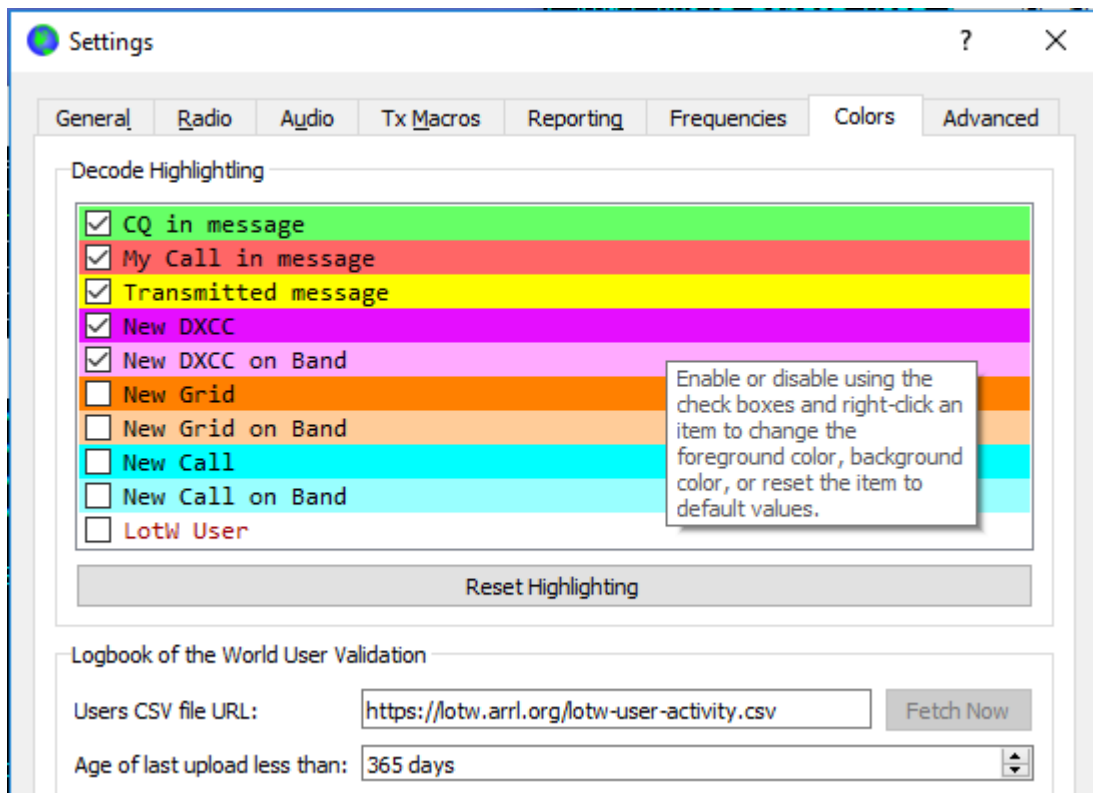 Settings
?
General Radio Audio Tx Macros Reporting Frequencies Colors Advanced
Decode Highlightling
CQ in message
My Call in message
Transmitted message
New DXCC
New DXCC on Band
New Grid
New Grid on Band
New Call
New Call on Band
LotW User
Enable or disable using the
check boxes and right-click an
item to change the
foreground color, background
color, or reset the item to
default values.
Reset Highlighting
Logbook of the World User Validation
Users CSV file URL: https://lotw.arrl.org/lotw-user-activity.csv Fetch Now
Age of last upload less than: 365 days